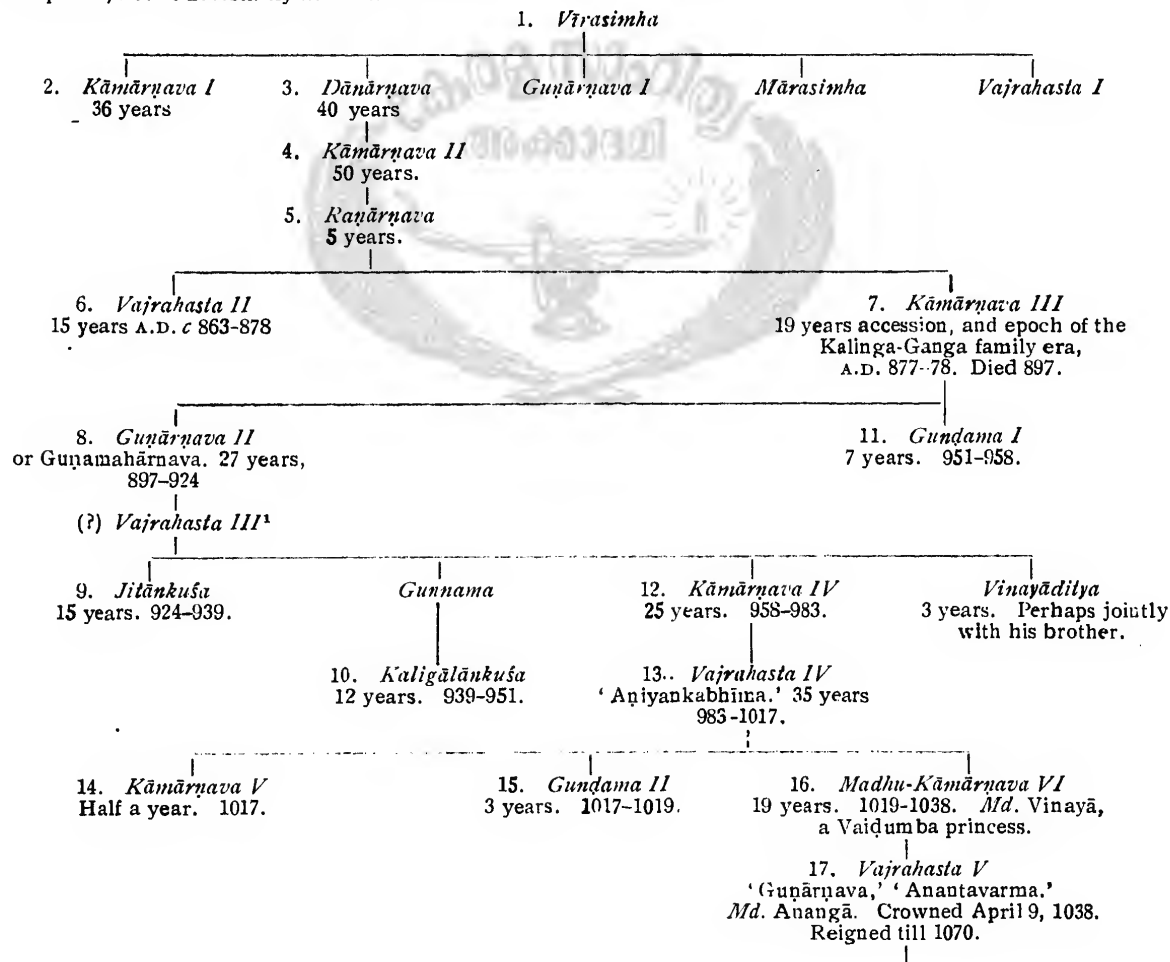 1. Vīrasimha
2. Kāmārṇava I 3. Dānārṇava Guṇārṇava I Mārasimha Vajrahasta I
36 years 40 years
4. Kāmārṇava II
50 years.
5. Raṇārṇava
5 years.
6. Vajrahasta II 7. Kāmārṇava III
15 years A.D. c 863-878 19 years accession, and epoch of the
Kalinga-Ganga family era,
A.D. 877-78. Died 897.
8. Guṇārṇava II 11. Gunḍama I
or Guṇamahārṇava. 27 years, 7 years. 951-958.
897-924
(?) Vajrahasta III¹
9. Jitānkuśa Gunnama 12. Kāmārṇava IV Vinayāditya
15 years. 924-939. 25 years. 958-983. 3 years. Perhaps jointly
with his brother.
10. Kaligālānkuśa 13.. Vajrahasta IV
12 years. 939-951. ‘ Aṇiyankabhīma.’ 35 years
983-1017.
14. Kāmārṇava V 15. Gunḍama II 16. Madhu-Kāmārṇava VI
Half a year. 1017. 3 years. 1017-1019. 19 years. 1019-1038. Md. Vinayā,
a Vaiḍumba princess.
17. Vajrahasta V
‘ Guṇārṇava,’ ‘ Anantavarma.’
Md. Anangā. Crowned April 9, 1038.
Reigned till 1070.